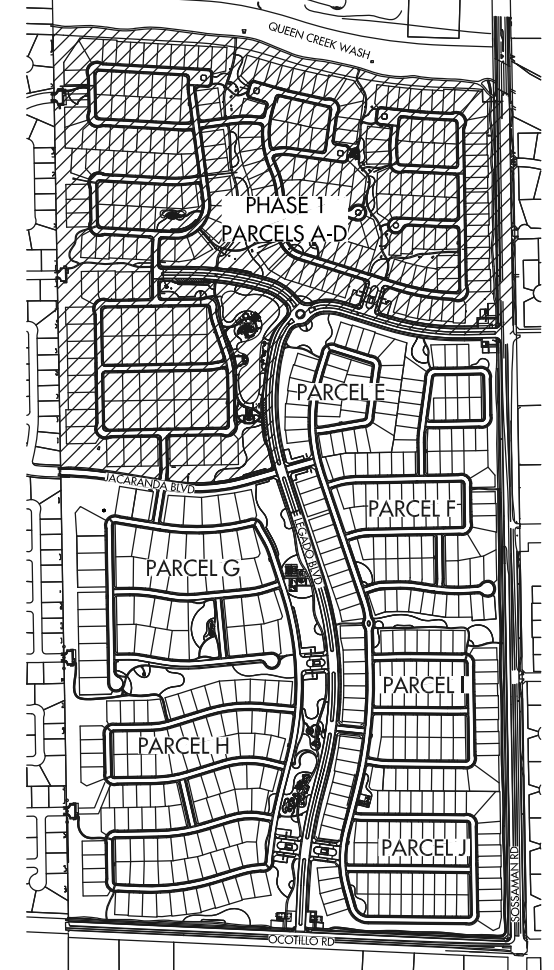 QUEEN CREEK WASH
PHASE 1
PARCELS A-D
PARCEL E
JACARANDA BLVD
PARCEL F
LEGADO BLVD
PARCEL G
PARCEL I
PARCEL H
PARCEL J
SOSSAMAN RD
OCOTILLO RD